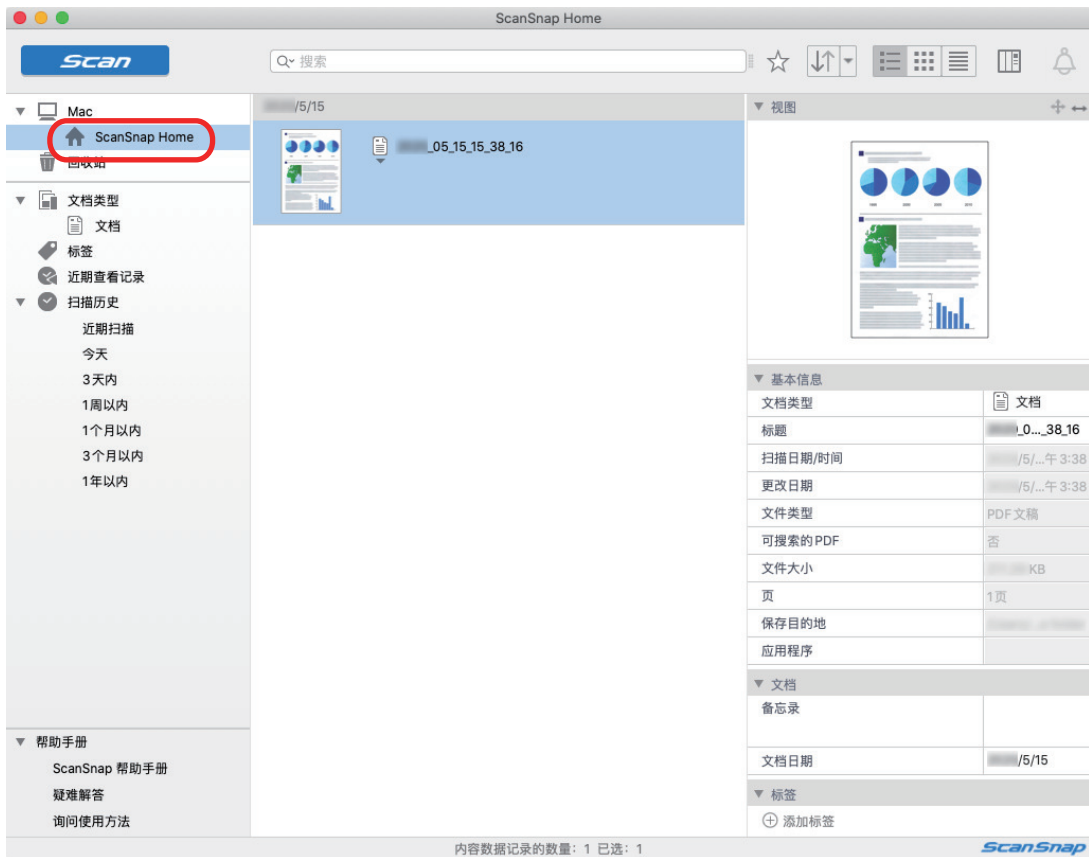 ScanSnap Home
Scan
搜索
Mac
ScanSnap Home
回收站
文档类型
文档
标签
近期查看记录
扫描历史
近期扫描
今天
3天内
1周以内
1个月以内
3个月以内
1年以内
帮助手册
ScanSnap 帮助手册
疑难解答
询问使用方法
/5/15
_05_15_15_38_16
视图
基本信息
文档类型 文档
标题 _0..._38_16
扫描日期/时间 /5/...午 3:38
更改日期 /5/...午 3:38
文件类型 PDF 文稿
可搜索的 PDF 否
文件大小 KB
页 1页
保存目的地
应用程序
文档
备忘录
文档日期 /5/15
标签
添加标签
内容数据记录的数量：1 已选：1
ScanSnap